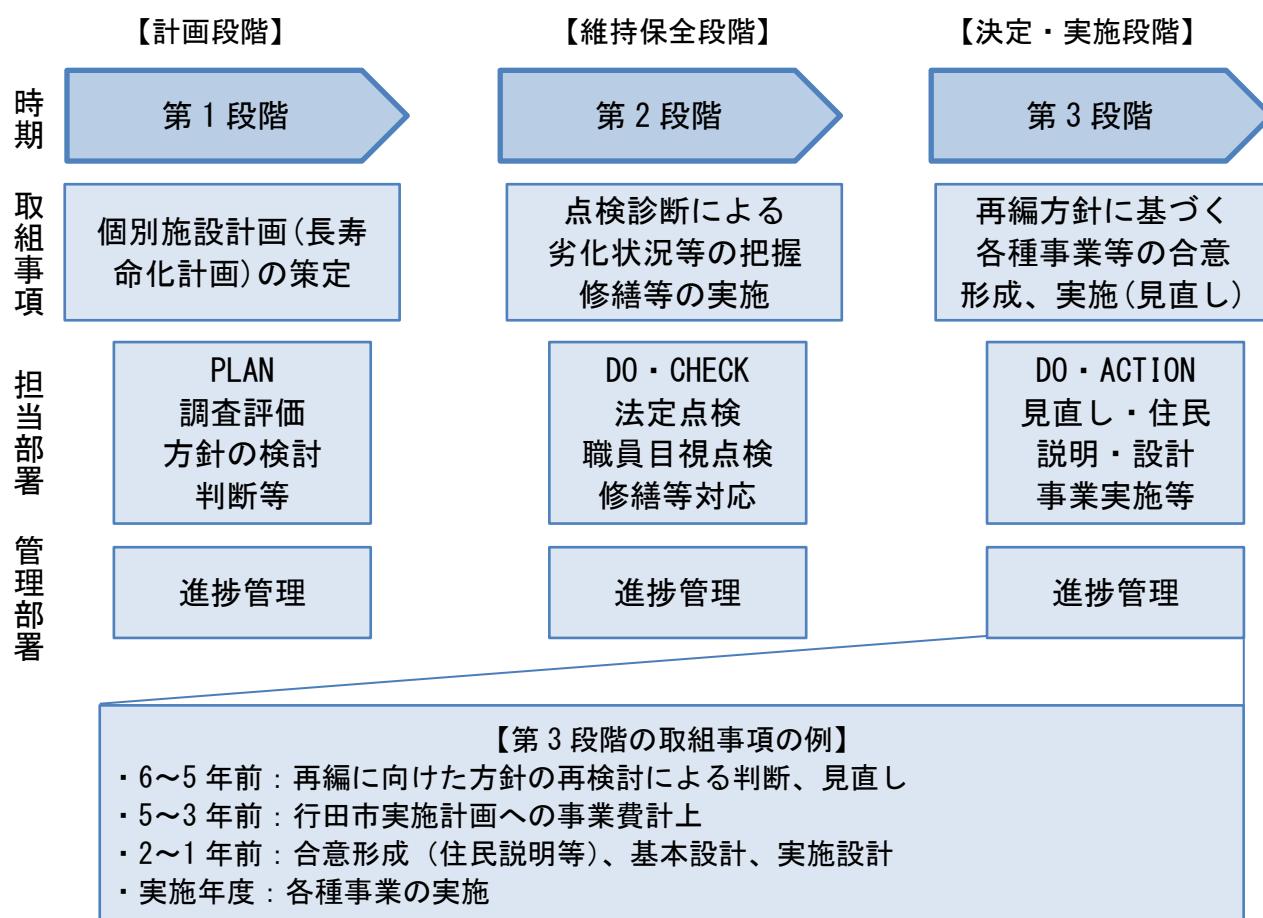 【計画段階】
【維持保全段階】
【決定・実施段階】
時期
第1段階
第2段階
第3段階
取組事項
個別施設計画(長寿
命化計画)の策定
点検診断による
劣化状況等の把握
修繕等の実施
再編方針に基づく
各種事業等の合意
形成、実施(見直し)
担当部署
PLAN
調査評価
方針の検討
判断等
DO・CHECK
法定点検
職員目視点検
修繕等対応
DO・ACTION
見直し・住民
説明・設計
事業実施等
管理部署
進捗管理
進捗管理
進捗管理
【第3段階の取組事項の例】
・6～5年前：再編に向けた方針の再検討による判断、見直し
・5～3年前：行田市実施計画への事業費計上
・2～1年前：合意形成（住民説明等）、基本設計、実施設計
・実施年度：各種事業の実施